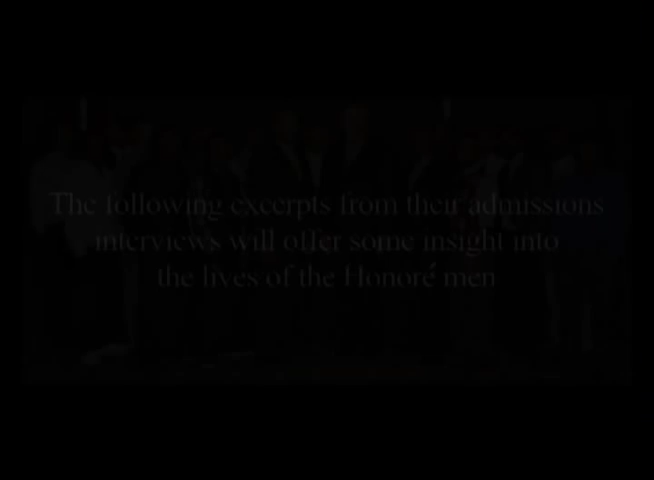 The following excerpts from their admissions
interviews will offer some insight into
the lives of the Honoré men